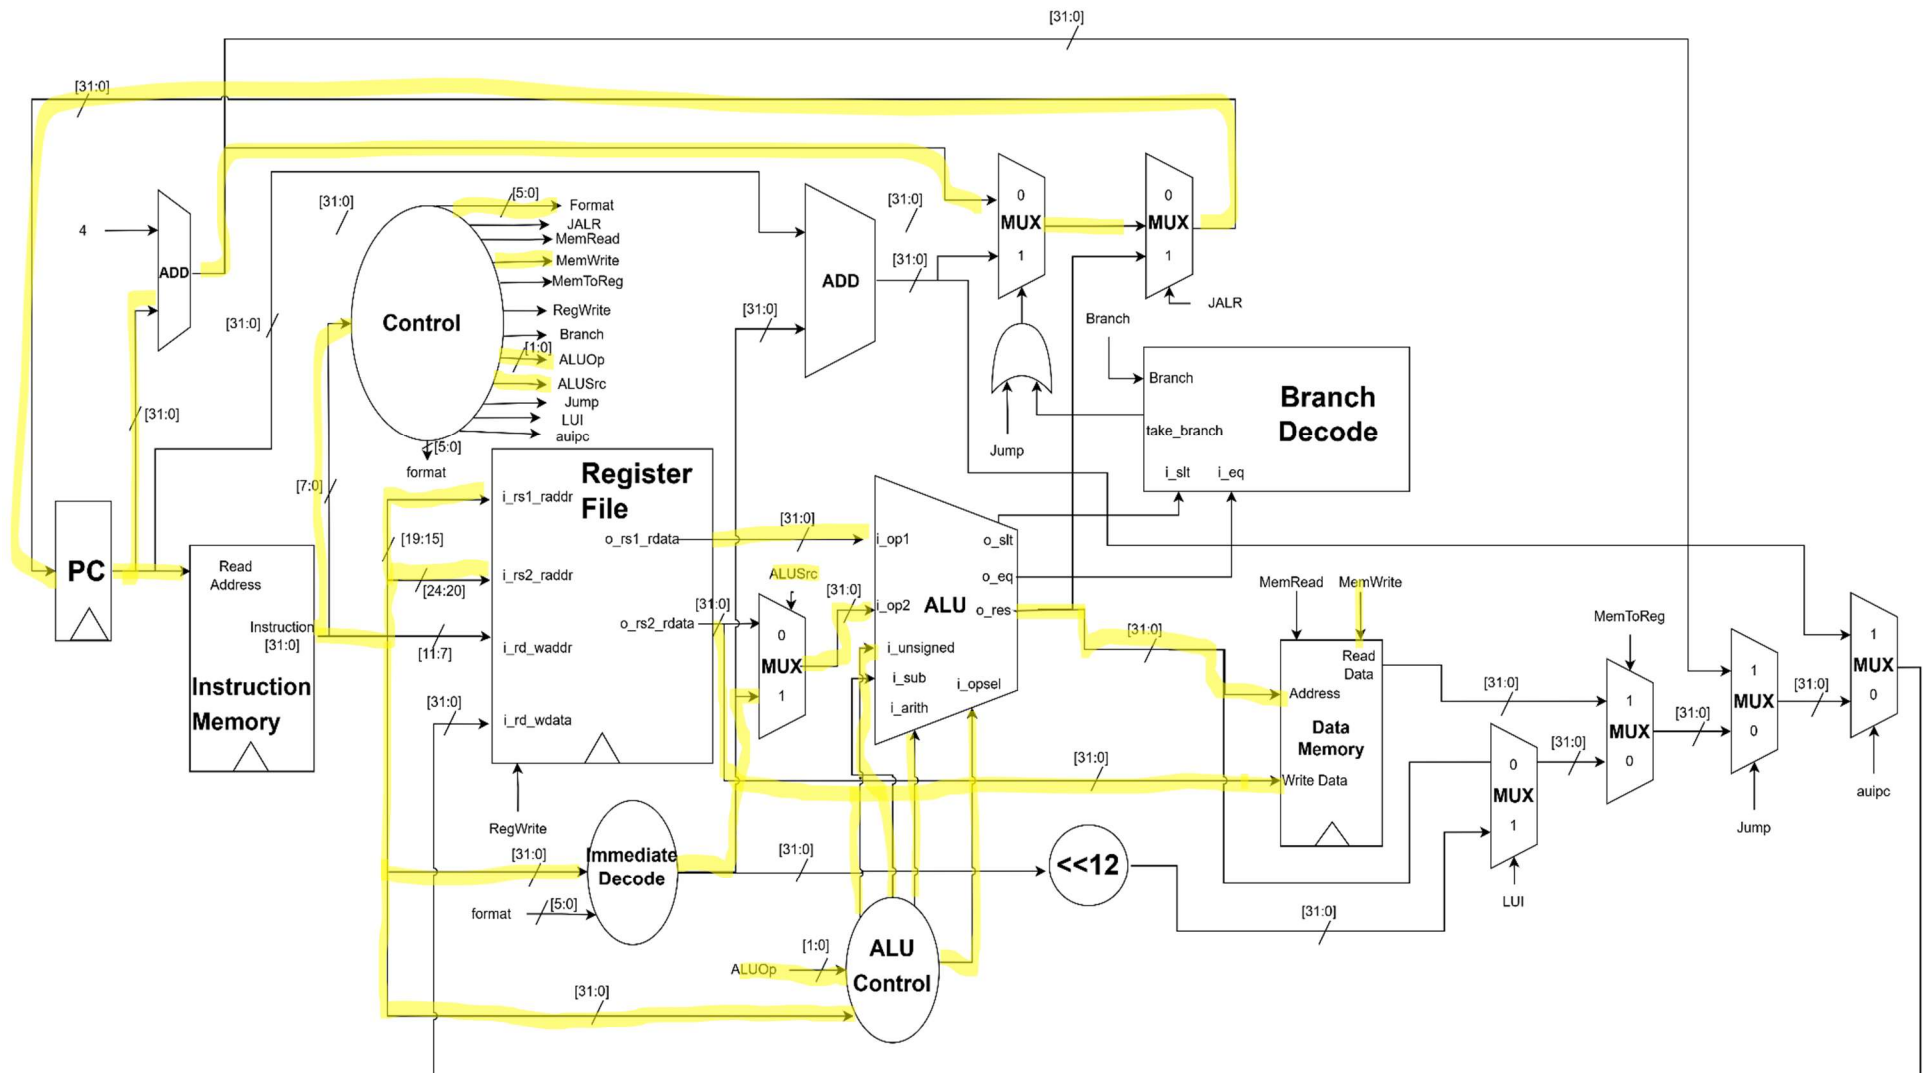 [31:0]
[31:0]
4
ADD
[31:0]
[31:0]
[31:0]
Control
[5:0]
Format
JALR
MemRead
MemWrite
MemToReg
RegWrite
Branch
[1:0]
ALUOp
ALUSrc
Jump
LUI
auipc
[5:0]
format
[7:0]
[31:0]
ADD
[31:0]
[31:0]
0
MUX
1
0
MUX
1
JALR
Jump
Branch
Branch
take_branch
Branch
Decode
i_slt
i_eq
PC
Read
Address
Instruction
[31:0]
Instruction
Memory
[19:15]
[24:20]
[11:7]
[31:0]
Register
File
i_rs1_raddr
o_rs1_rdata
i_rs2_raddr
o_rs2_rdata
i_rd_waddr
i_rd_wdata
RegWrite
[31:0]
ALUSrc
[31:0]
[31:0]
0
MUX
1
i_op1
o_slt
o_eq
i_op2
ALU
o_res
i_unsigned
i_sub
i_opsel
i_arith
[31:0]
[31:0]
MemRead
MemWrite
Read
Data
Address
Data
Memory
Write Data
[31:0]
Immediate
Decode
format
[5:0]
[31:0]
<<12
[31:0]
ALUOp
[1:0]
ALU
Control
[31:0]
0
MUX
1
LUI
[31:0]
[31:0]
MemToReg
1
MUX
0
[31:0]
1
MUX
0
Jump
[31:0]
1
MUX
0
auipc